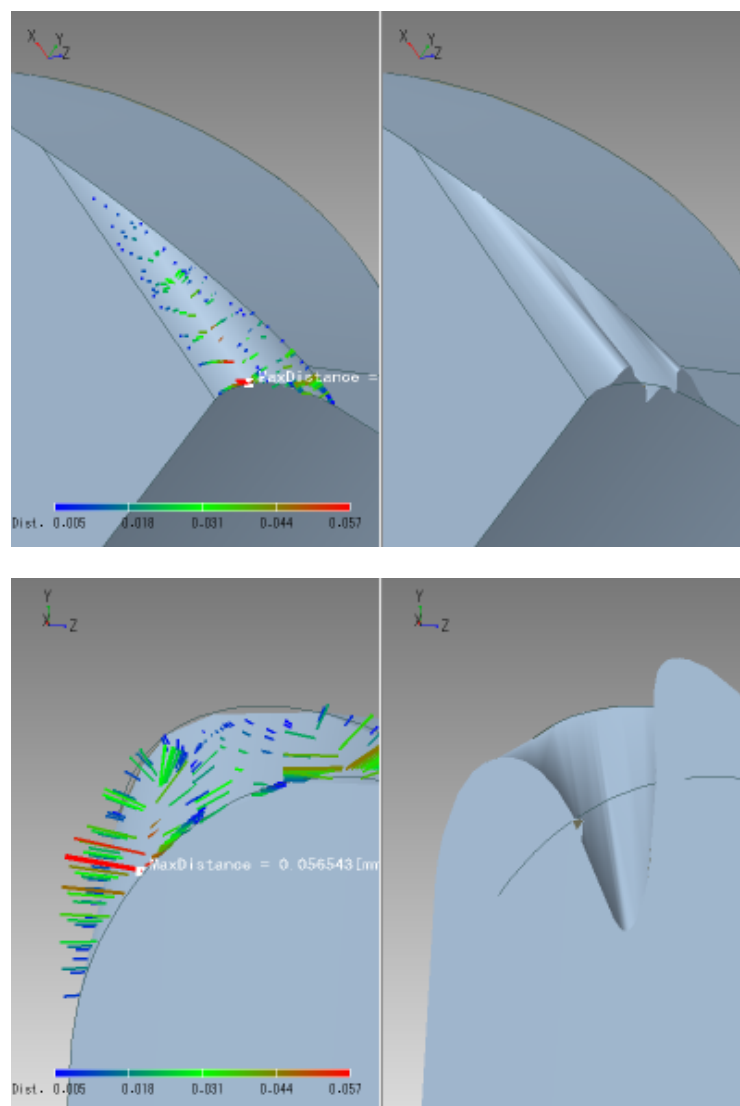 X Y Z
X Y Z
MaxDistance =
Dist. 0.005 0.018 0.031 0.044 0.057
Y
X Z
Y
X Z
MaxDistance = 0.056543[mm
Dist. 0.005 0.018 0.031 0.044 0.057